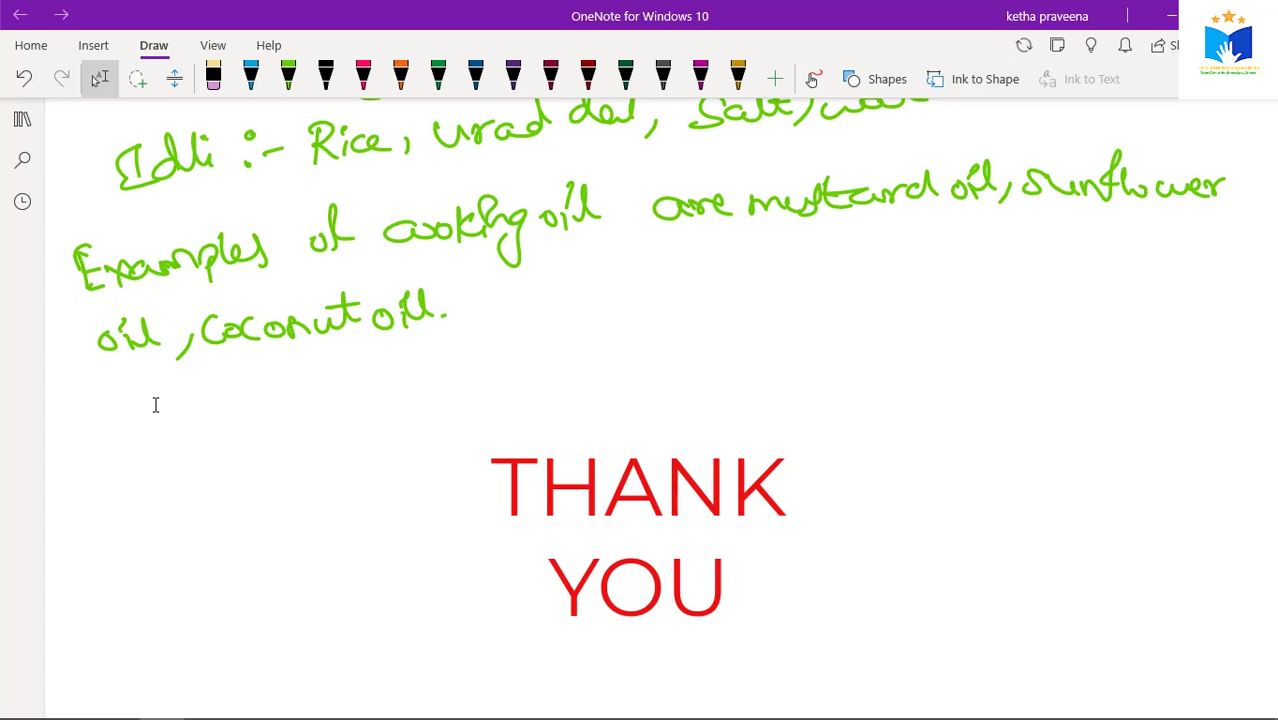 OneNote for Windows 10
ketha praveena
Home Insert Draw View Help
Shapes Ink to Shape Ink to Text
Idli :- Rice, urad dal, Salt,
Examples of cooking oil are mustard oil, sunflower
oil, coconut oil.
THANK
YOU